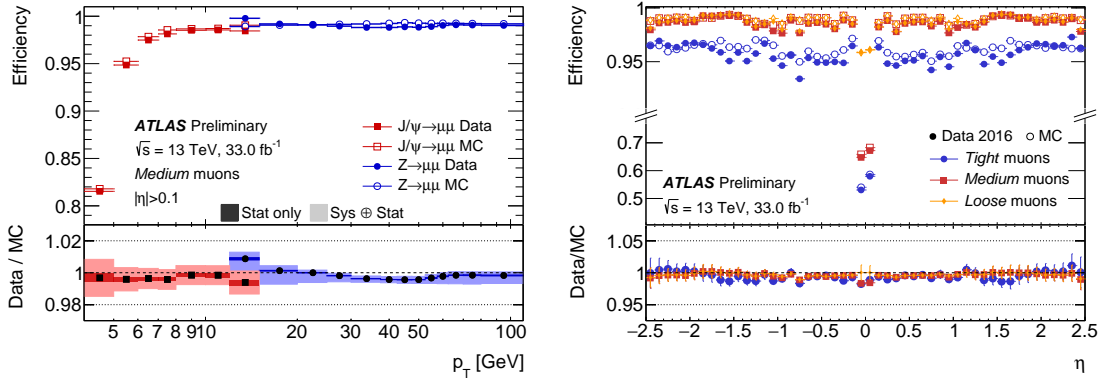 Efficiency
1
0.95
0.9
0.85
0.8
ATLAS Preliminary
√s = 13 TeV, 33.0 fb⁻¹
Medium muons
|η|>0.1
J/ψ→μμ Data
J/ψ→μμ MC
Z→μμ Data
Z→μμ MC
Stat only
Sys ⊕ Stat
Data / MC
1.02
1
0.98
5 6 7 8 9 10 20 30 40 50 100
p_T [GeV]
Efficiency
1
0.95
0.7
0.6
0.5
Data 2016 MC
Tight muons
Medium muons
Loose muons
ATLAS Preliminary
√s = 13 TeV, 33.0 fb⁻¹
Data/MC
1.05
1
0.95
−2.5 −2 −1.5 −1 −0.5 0 0.5 1 1.5 2 2.5
η